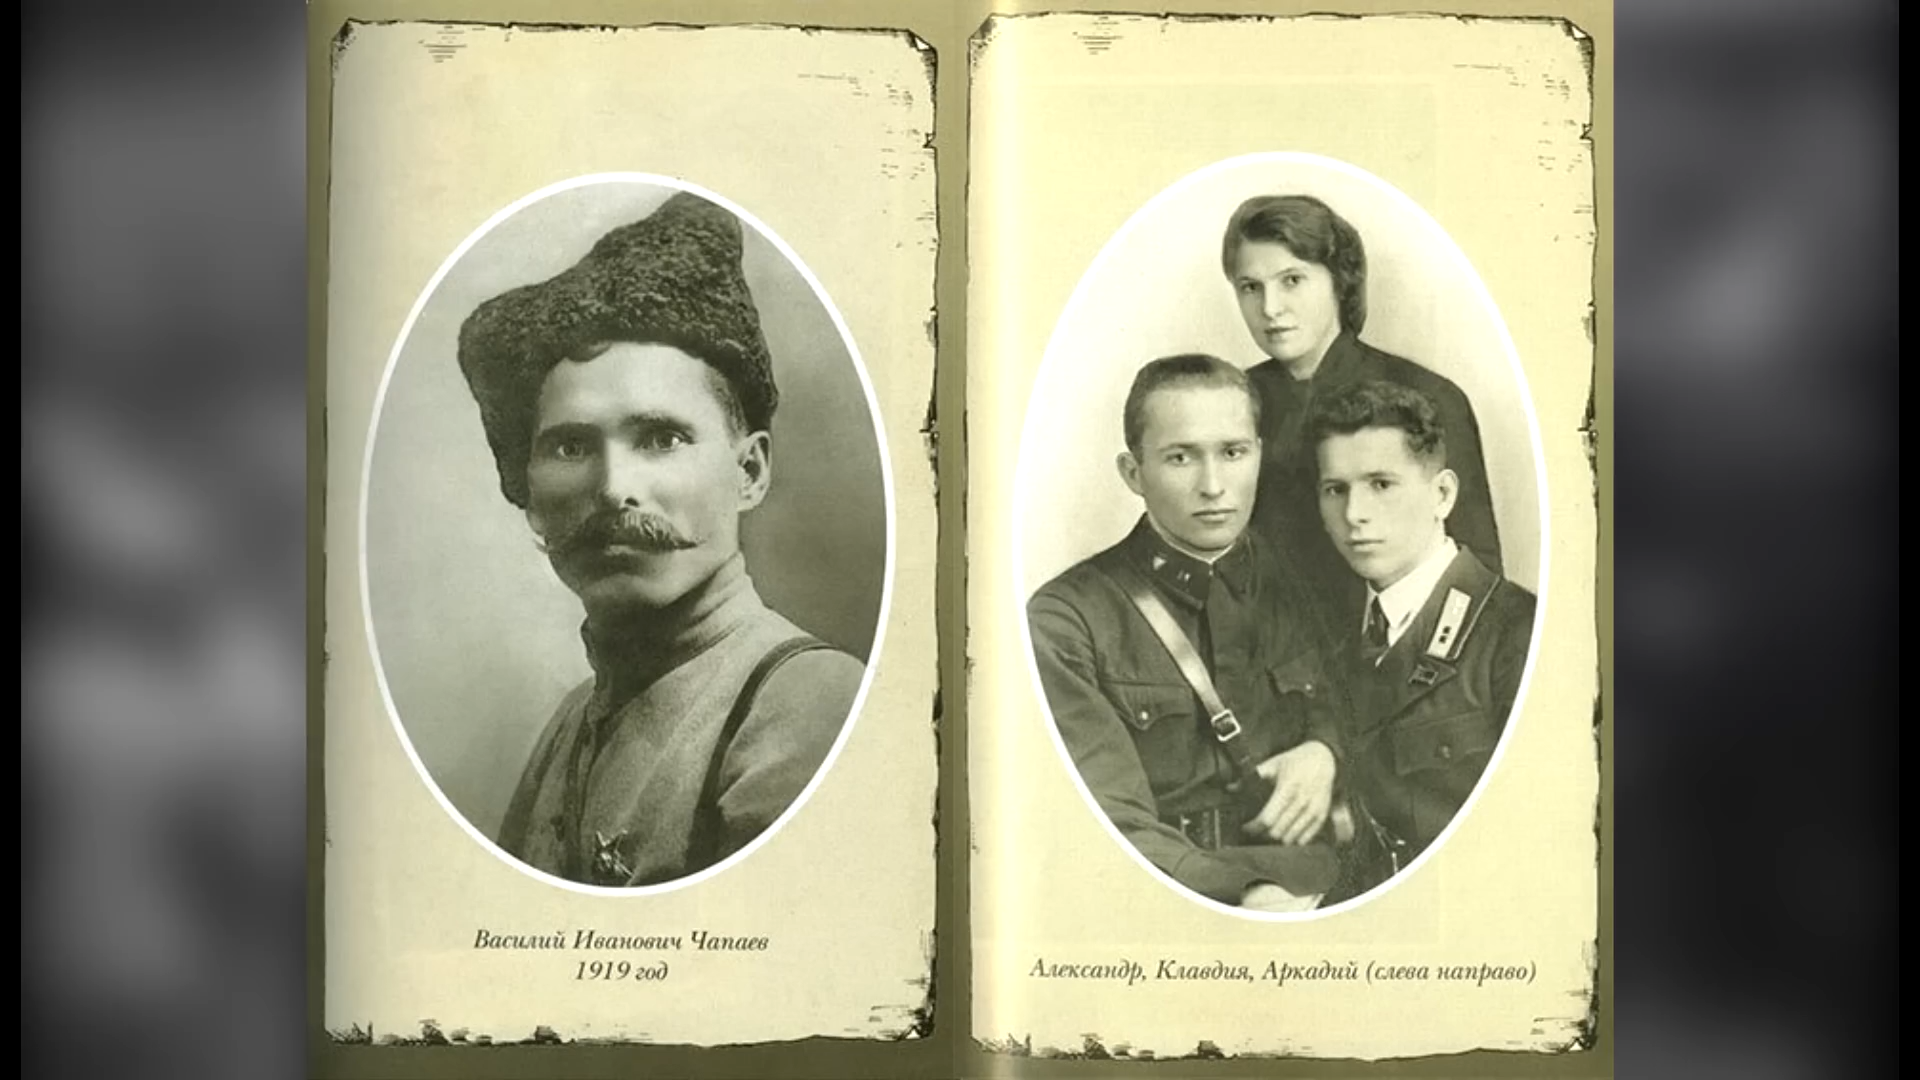 Василий Иванович Чапаев
1919 год
Александр, Клавдия, Аркадий (слева направо)